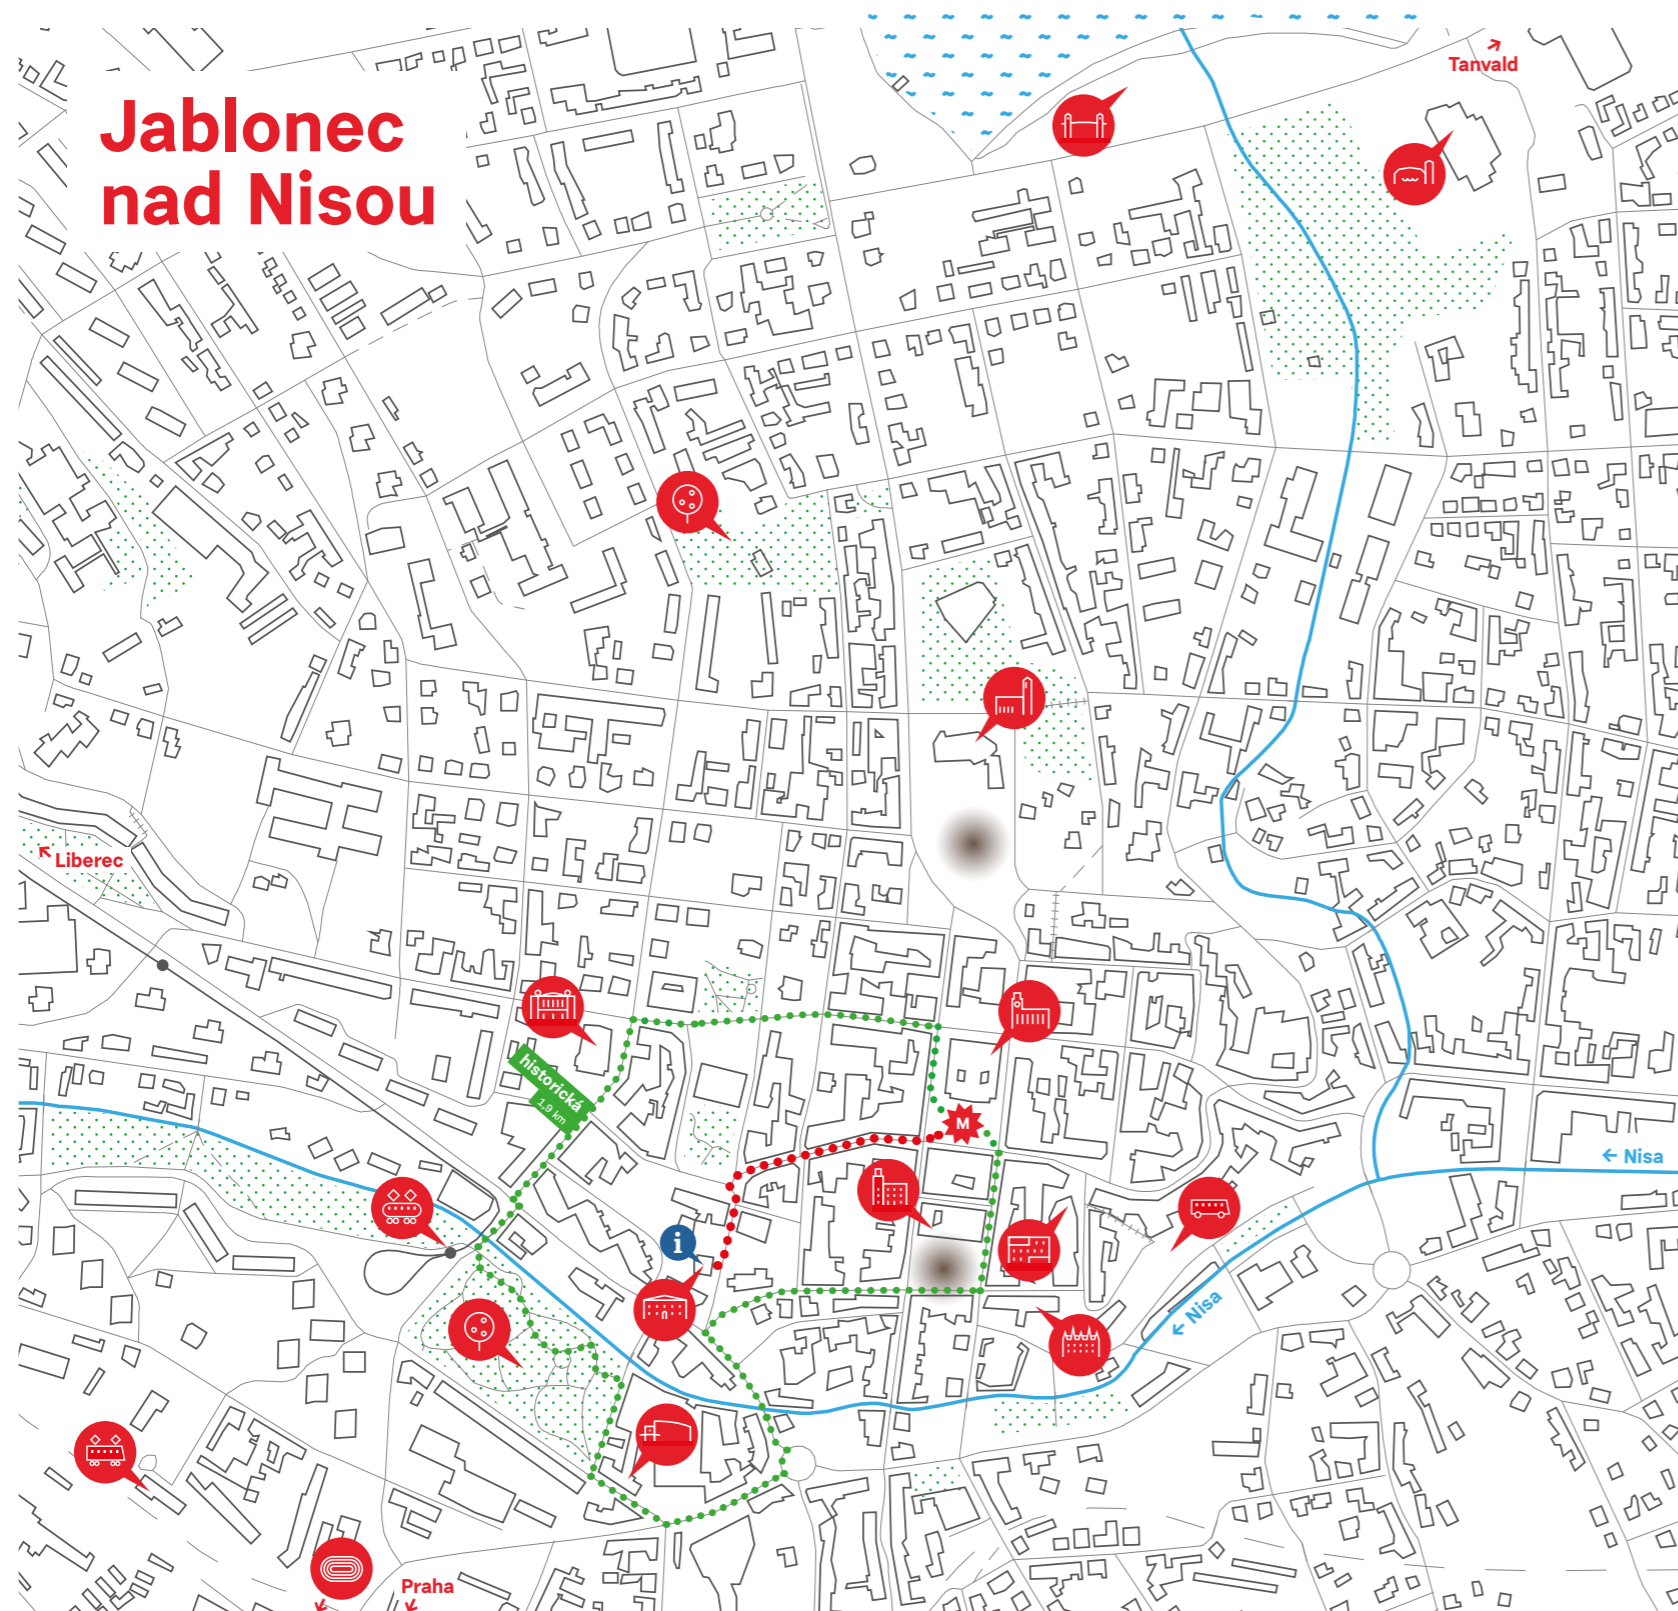 Jablonec
nad Nisou
Tanvald
Liberec
historická
1,9 km
M
← Nisa
i
← Nisa
Praha